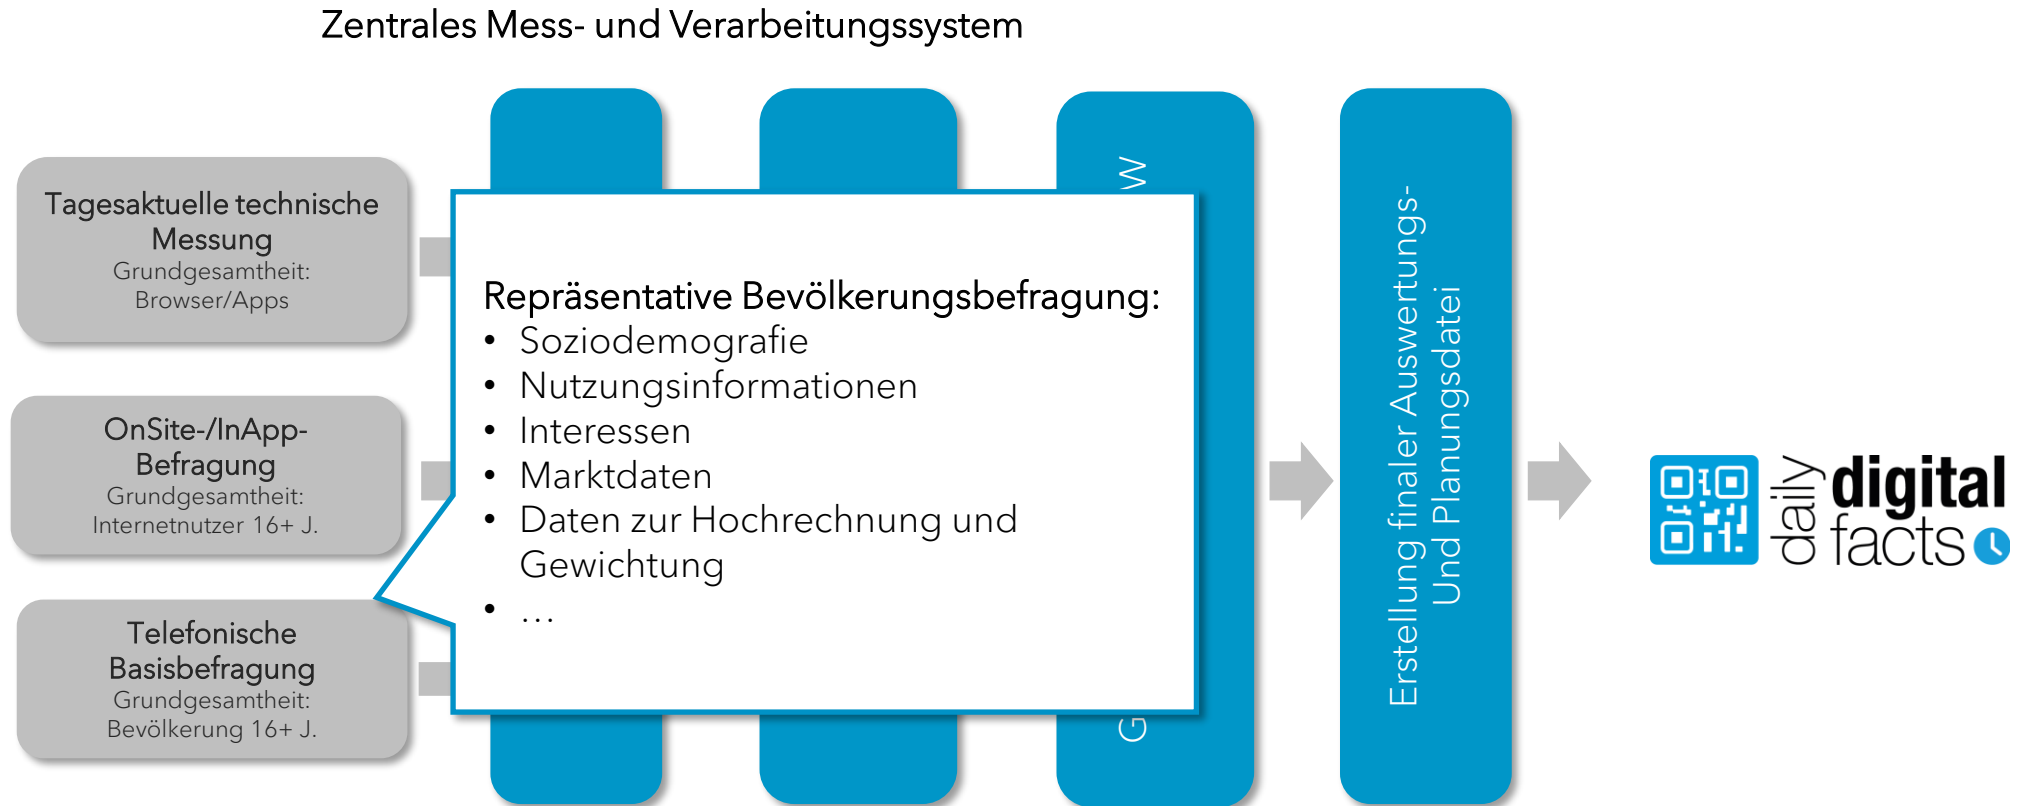 Zentrales Mess- und Verarbeitungssystem
Tagesaktuelle technische
Messung
Grundgesamtheit:
Browser/Apps
OnSite-/InApp-
Befragung
Grundgesamtheit:
Internetnutzer 16+ J.
Telefonische
Basisbefragung
Grundgesamtheit:
Bevölkerung 16+ J.
Repräsentative Bevölkerungsbefragung:
• Soziodemografie
• Nutzungsinformationen
• Interessen
• Marktdaten
• Daten zur Hochrechnung und
Gewichtung
• …
Erstellung finaler Auswertungs-
Und Planungsdatei
daily
digital
facts